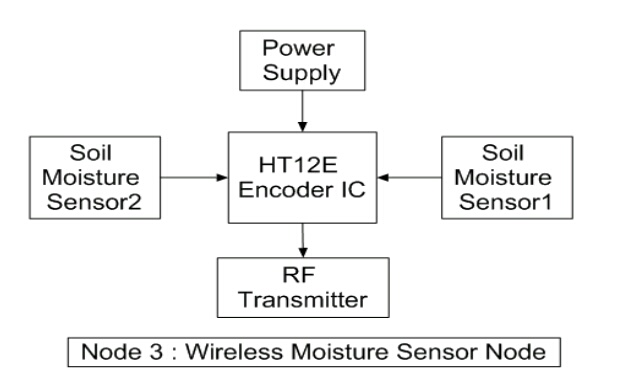 Power
Supply
Soil
Moisture
Sensor2
HT12E
Encoder IC
Soil
Moisture
Sensor1
RF
Transmitter
Node 3 : Wireless Moisture Sensor Node